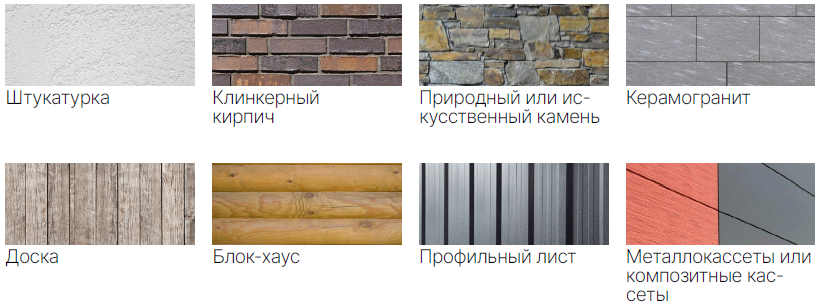 Штукатурка
Клинкерный
кирпич
Природный или ис-
кусственный камень
Керамогранит
Доска
Блок-хаус
Профильный лист
Металлокассеты или
композитные кас-
сеты